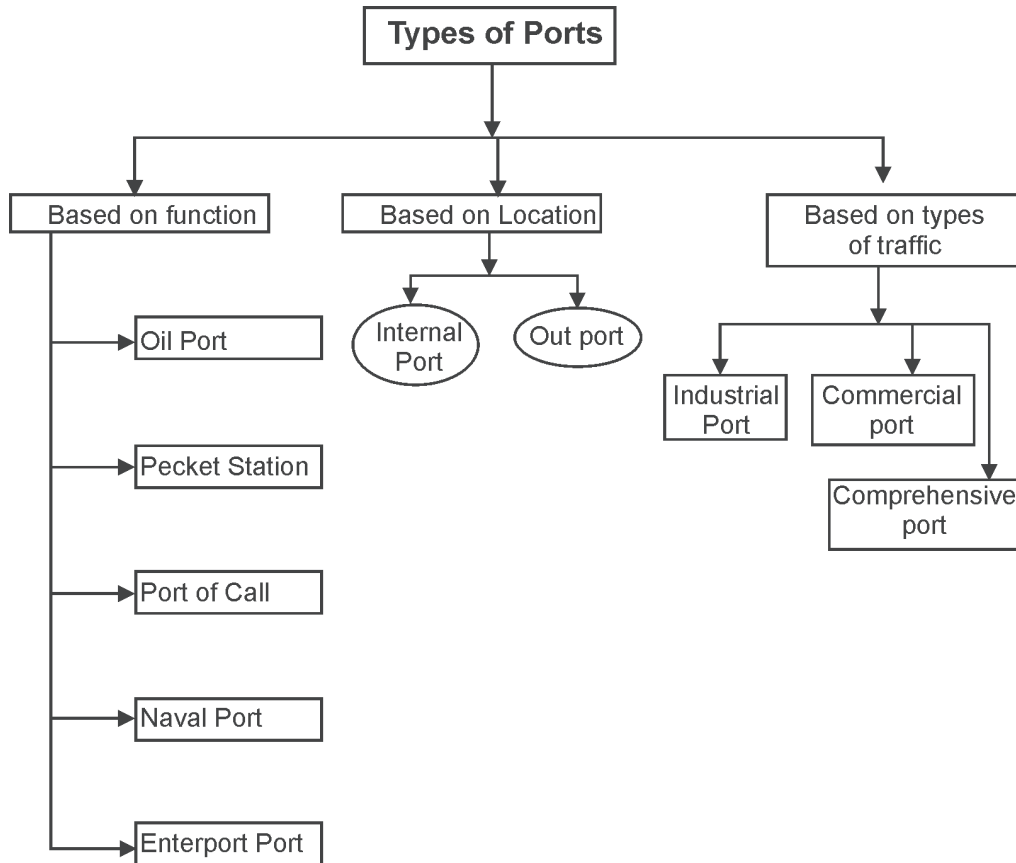 Types of Ports
Based on function
Based on Location
Based on types
of traffic
Internal
Port
Out port
Oil Port
Industrial
Port
Commercial
port
Pecket Station
Comprehensive
port
Port of Call
Naval Port
Enterport Port